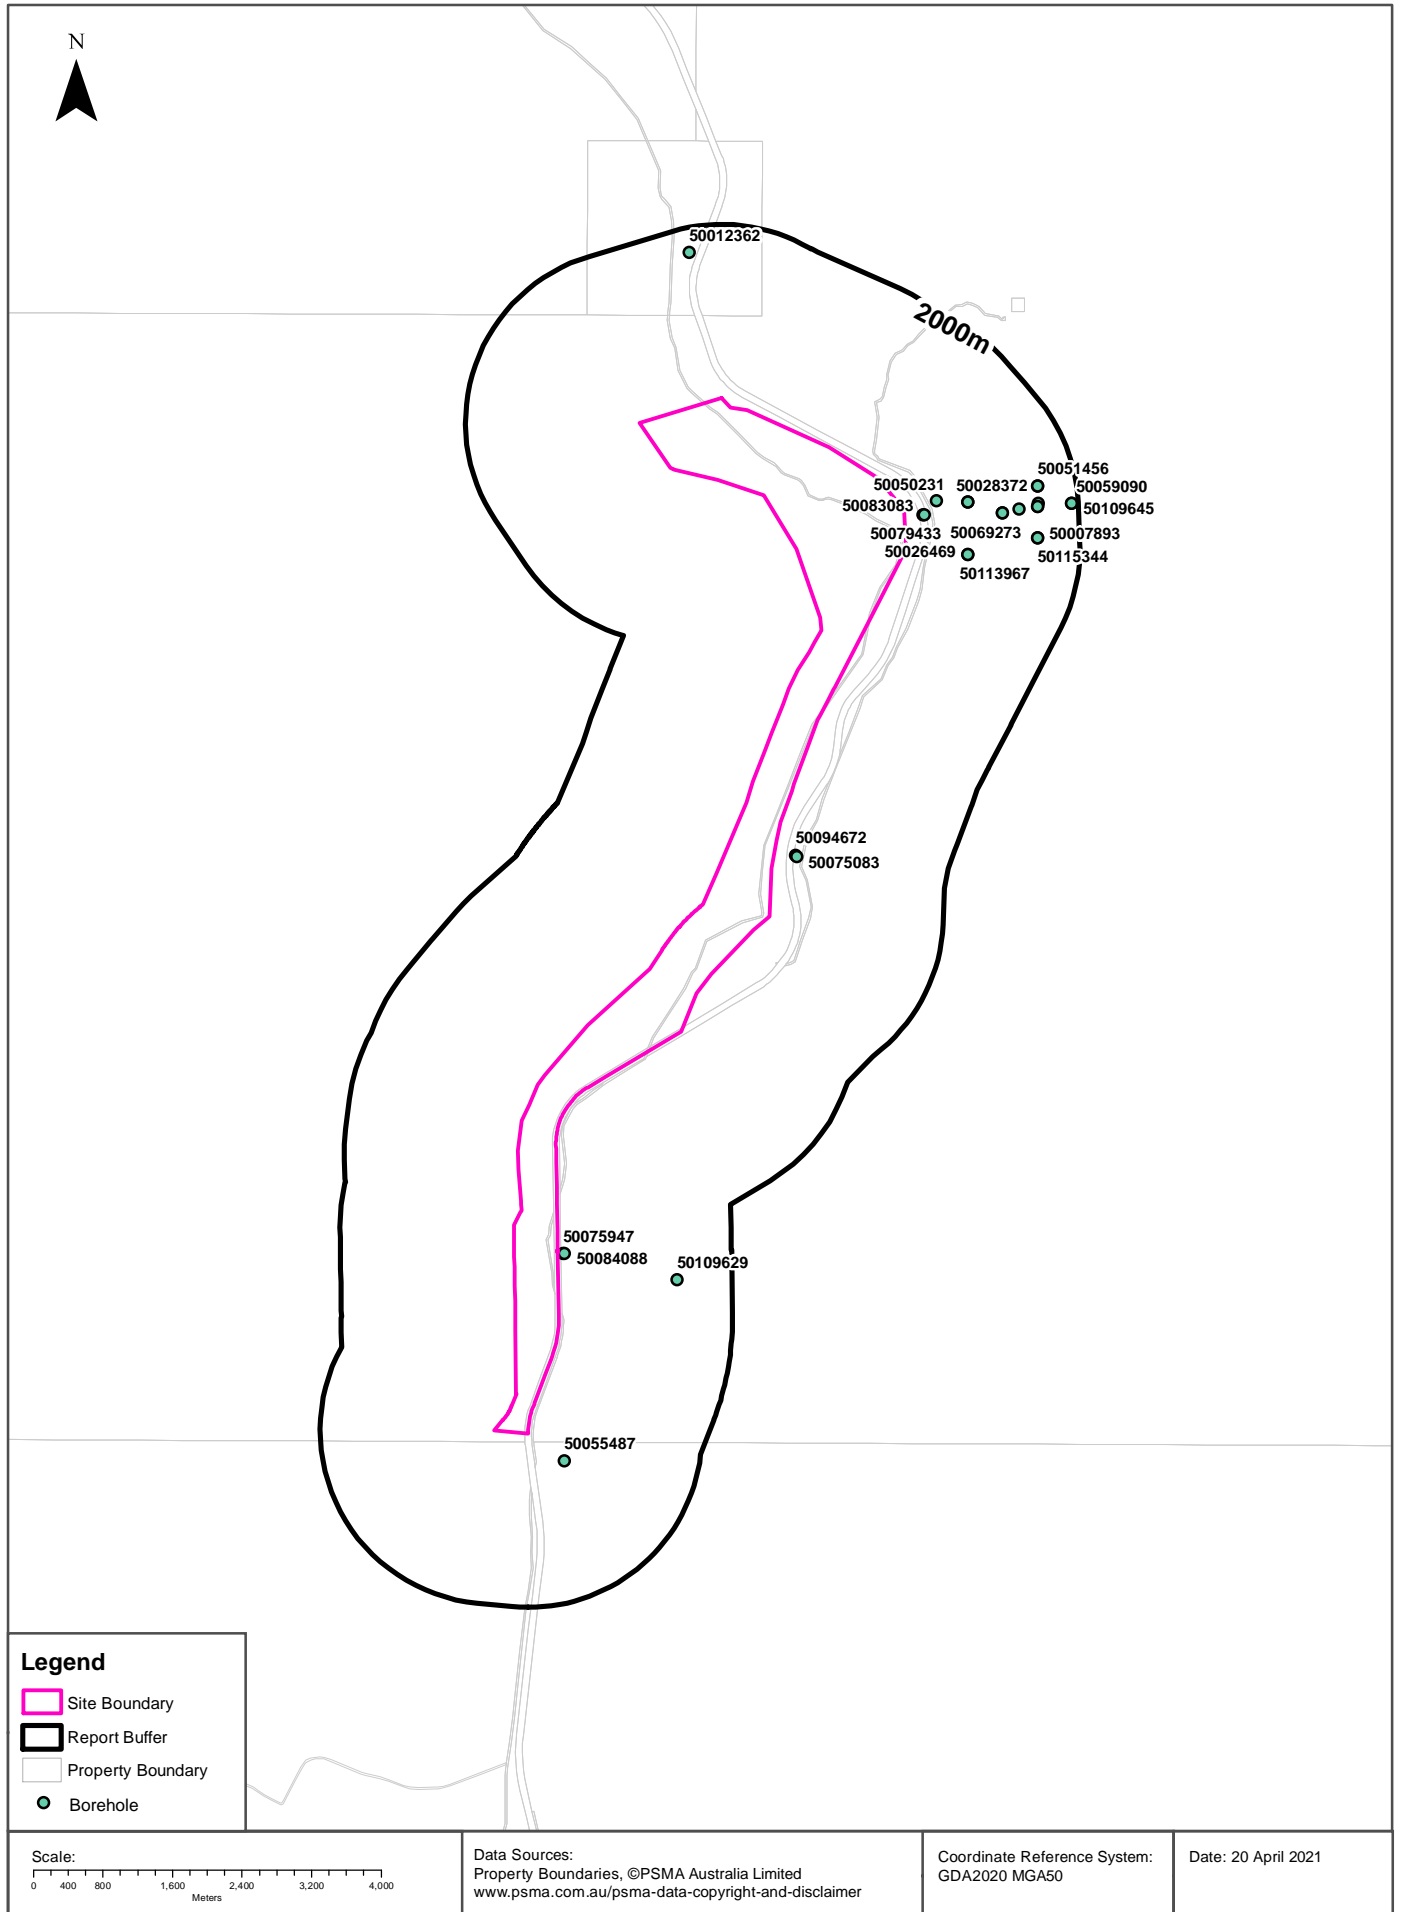 N
50012362
2000m
50051456
50050231
50028372
50059090
50083083
50109645
50079433
50069273
50007893
50026469
50115344
50113967
50094672
50075083
50075947
50084088
50109629
50055487
Legend
Site Boundary
Report Buffer
Property Boundary
Borehole
Scale:
0 400 800 1,600 2,400 3,200 4,000
Meters
Data Sources:
Property Boundaries, ©PSMA Australia Limited
www.psma.com.au/psma-data-copyright-and-disclaimer
Coordinate Reference System:
GDA2020 MGA50
Date: 20 April 2021